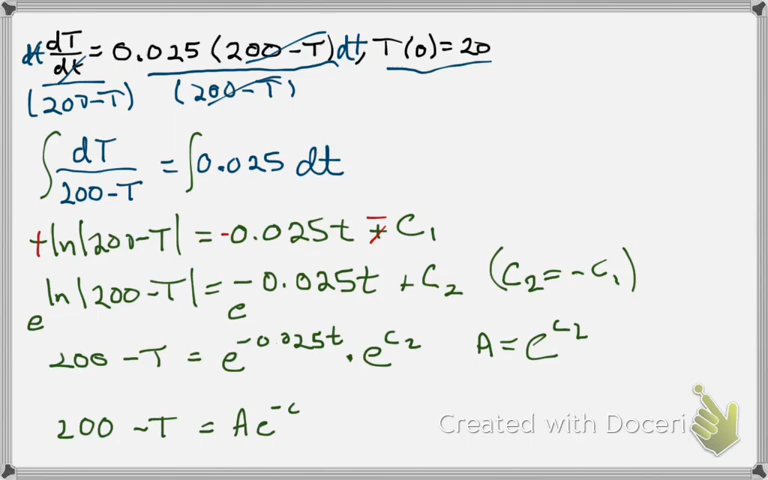 dt dT/dt = 0.025 (200 - T) dt, T(0) = 20
(200 - T) (200 - T)
∫ dT/(200 - T) = ∫ 0.025 dt
+ ln|200 - T| = - 0.025t ∓ C₁
ln|200 - T| = - 0.025t + C₂ (C₂ = - C₁)
e e
200 - T = e^(-0.025t) · e^(C₂) A = e^(C₂)
200 - T = A e^(-0
Created with Doceri